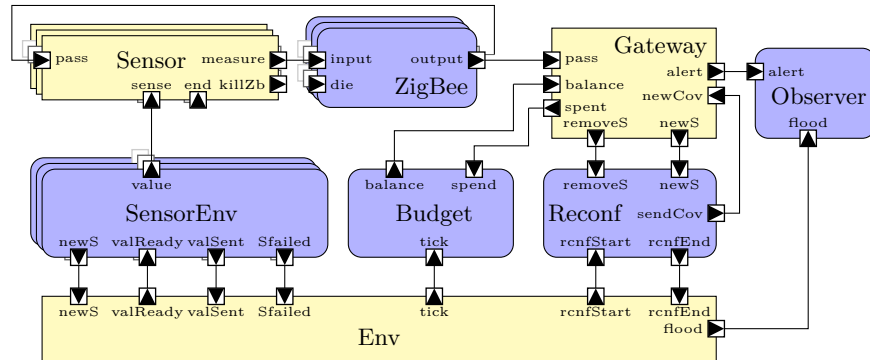 Gateway
pass Sensor measure input output pass
alert alert
sense end killZb die ZigBee balance newCov Observer
spent
removeS newS flood
value balance spend removeS newS
SensorEnv Budget Reconf sendCov
newS valReady valSent Sfailed tick rcnfStart rcnfEnd
newS valReady valSent Sfailed tick rcnfStart rcnfEnd
flood
Env